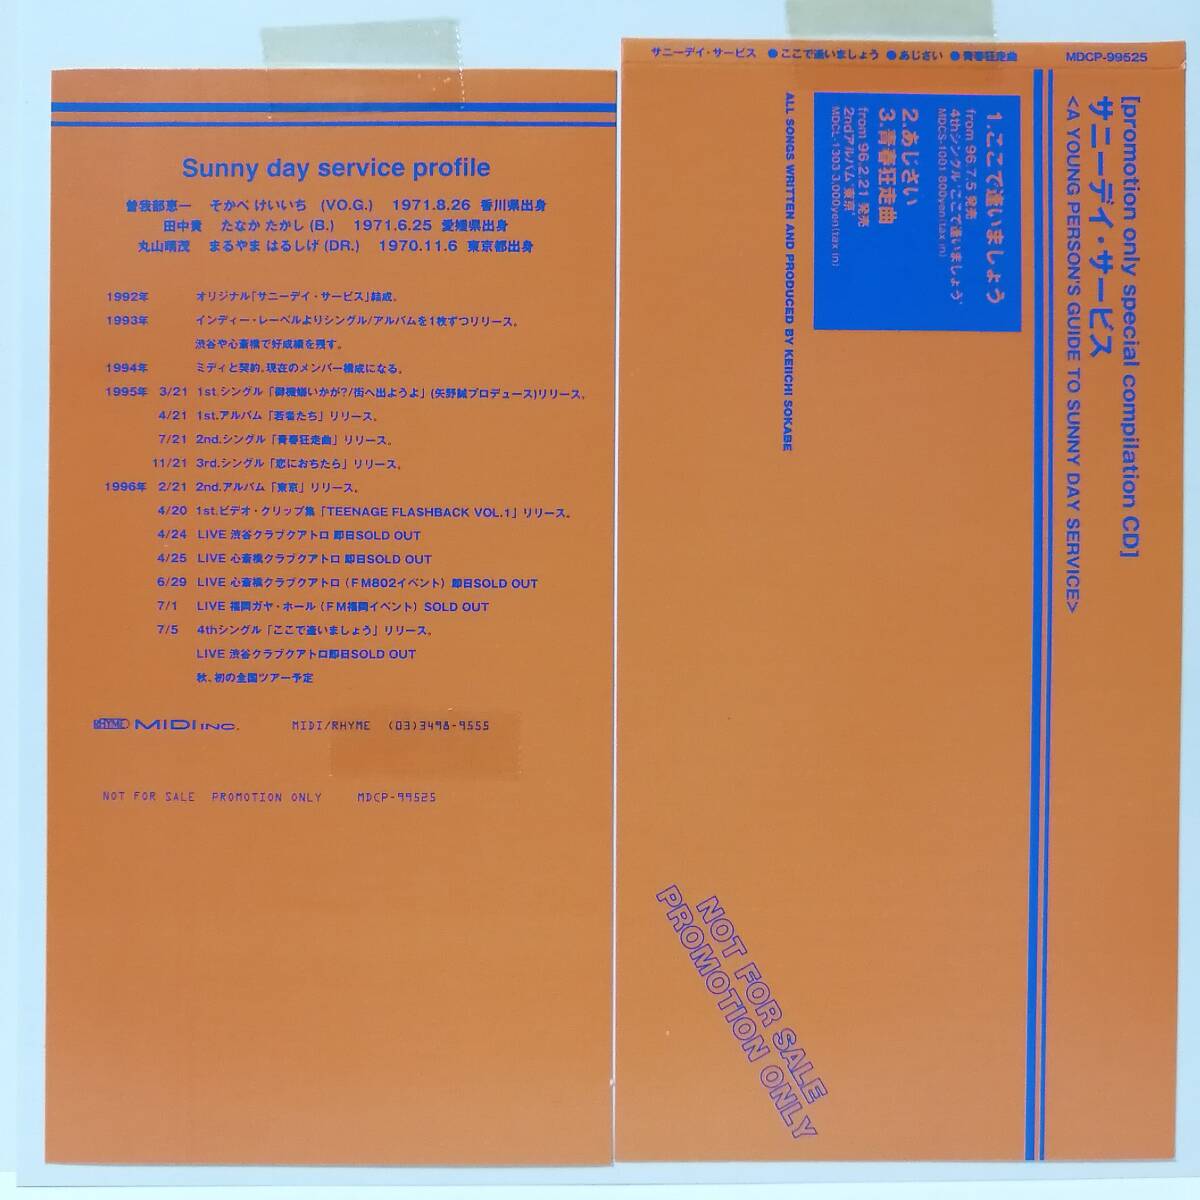 Sunny day service profile
曽我部恵一 そかべ けいいち (VO.G.) 1971.8.26 香川県出身
田中貴 たなか たかし (B.) 1971.6.25 愛媛県出身
丸山晴茂 まるやま はるしげ (DR.) 1970.11.6 東京都出身
1992年 オリジナル「サニーデイ・サービス」結成。
1993年 インディー・レーベルよりシングル/アルバムを1枚ずつリリース。
渋谷や心斎橋で好成績を残す。
1994年 ミディと契約。現在のメンバー構成になる。
1995年 3/21 1st.シングル「御機嫌いかが?/街へ出ようよ」(矢野誠プロデュース)リリース。
4/21 1st.アルバム「若者たち」リリース。
7/21 2nd.シングル「青春狂走曲」リリース。
11/21 3rd.シングル「恋におちたら」リリース。
1996年 2/21 2nd.アルバム「東京」リリース。
4/20 1st.ビデオ・クリップ集「TEENAGE FLASHBACK VOL.1」リリース。
4/24 LIVE 渋谷クラブクアトロ 即日SOLD OUT
4/25 LIVE 心斎橋クラブクアトロ 即日SOLD OUT
6/29 LIVE 心斎橋クラブクアトロ（FM802イベント）即日SOLD OUT
7/1 LIVE 福岡ガヤ・ホール（FM福岡イベント）SOLD OUT
7/5 4thシングル「ここで逢いましょう」リリース。
LIVE 渋谷クラブクアトロ即日SOLD OUT
秋、初の全国ツアー予定
RHYME MIDI INC. MIDI/RHYME (03)3498-9555
NOT FOR SALE PROMOTION ONLY MDCP-99525
サニーデイ・サービス ●ここで逢いましょう ●あじさい ●青春狂走曲 MDCP-99525
[promotion only special compilation CD]
サニーデイ・サービス
<A YOUNG PERSON'S GUIDE TO SUNNY DAY SERVICE>
1.ここで逢いましょう
from 96.7.5 発売
4thシングル'ここで逢いましょう'
MDCS-1001 800yen(tax in)
2.あじさい
3.青春狂走曲
from 96.2.21 発売
2ndアルバム'東京'
MDCL-1303 3,000yen(tax in)
ALL SONGS WRITTEN AND PRODUCED BY KEIICHI SOKABE
NOT FOR SALE
PROMOTION ONLY